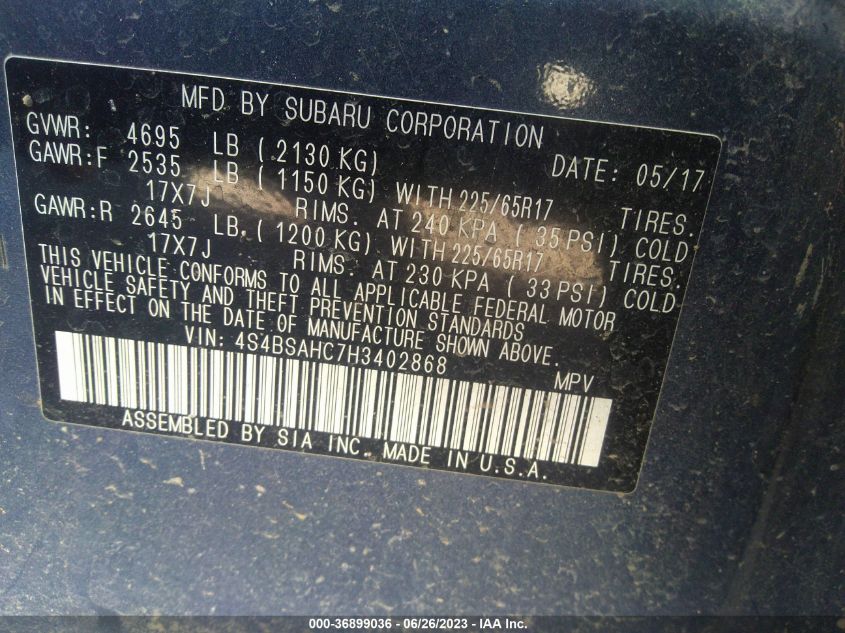 MFD BY SUBARU CORPORATION
GVWR: 4695 LB (2130 KG) DATE: 05/17
GAWR:F 2535 LB (1150 KG) WITH 225/65R17 TIRES.
17X7J RIMS. AT 240 KPA (35 PSI) COLD
GAWR:R 2645 LB. (1200 KG) WITH 225/65R17 TIRES.
17X7J RIMS. AT 230 KPA (33 PSI) COLD
THIS VEHICLE CONFORMS TO ALL APPLICABLE FEDERAL MOTOR
VEHICLE SAFETY AND THEFT PREVENTION STANDARDS
IN EFFECT ON THE DATE OF MANUFACTURE SHOWN ABOVE.
VIN: 4S4BSAHC7H3402868 MPV
ASSEMBLED BY SIA INC. MADE IN U.S.A.
000-36899036 / 06/26/2023 - IAA Inc.